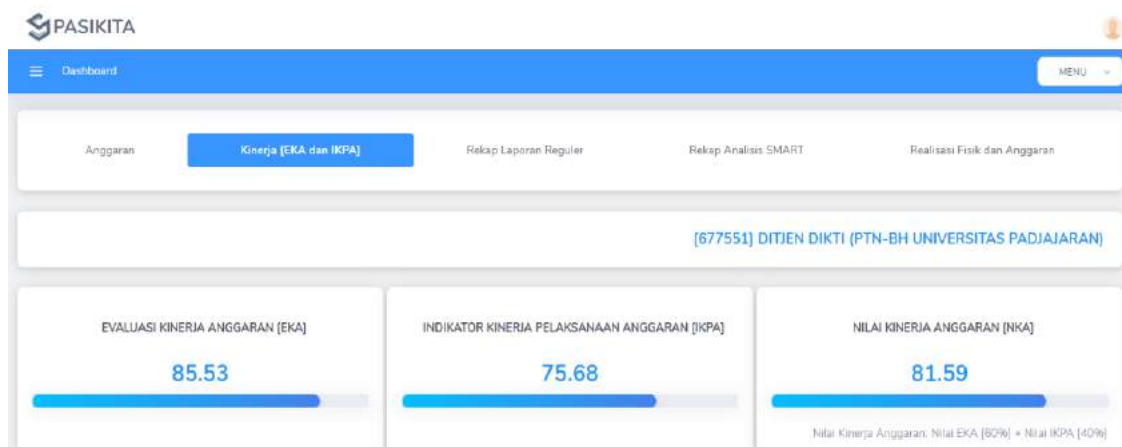 SPASIKITA
Dashboard
MENU
Anggaran
Kinerja [EKA dan IKPA]
Rekap Laporan Reguler
Rekap Analisis SMART
Realisasi Fisik dan Anggaran
[677551] DITJEN DIKTI (PTN-BH UNIVERSITAS PADJAJARAN)
EVALUASI KINERJA ANGGARAN [EKA]
85.53
INDIKATOR KINERJA PELAKSANAAN ANGGARAN [IKPA]
75.68
NILAI KINERJA ANGGARAN [NKA]
81.59
Nilai Kinerja Anggaran: Nilai EKA [60%] + Nilai IKPA [40%]